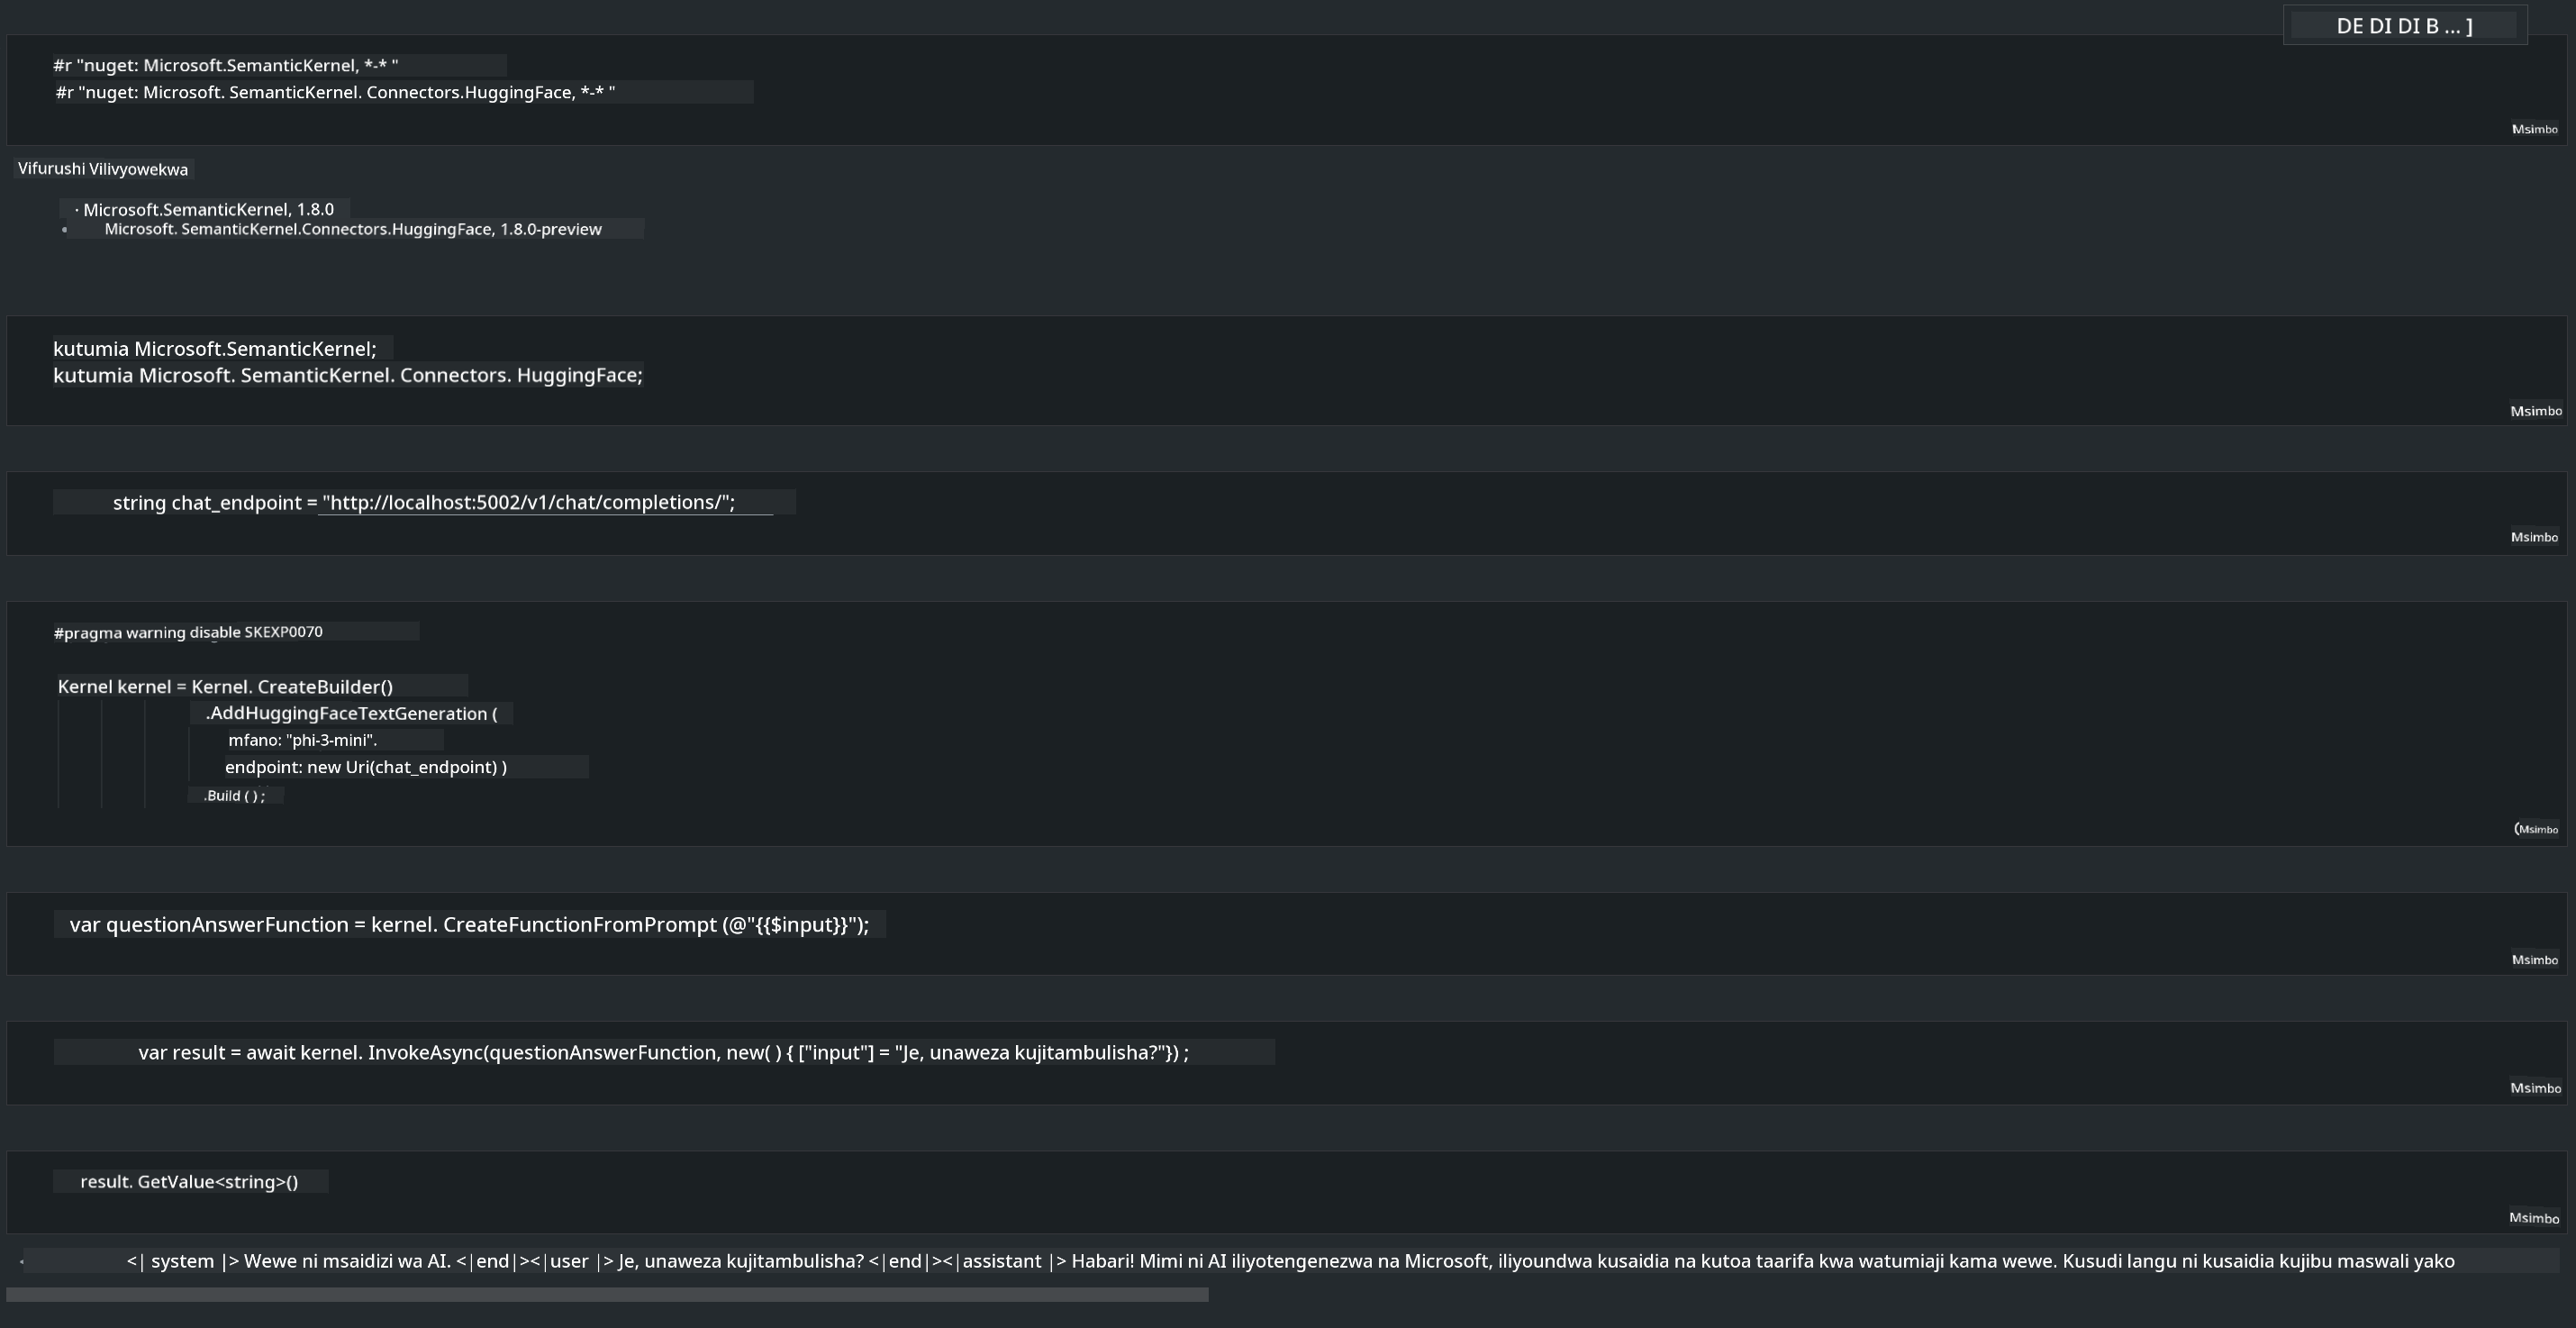 DE DI DI B ... ]
#r "nuget: Microsoft.SemanticKernel, *-* "
#r "nuget: Microsoft. SemanticKernel. Connectors.HuggingFace, *-* "
Msimbo
Vifurushi Vilivyowekwa
· Microsoft.SemanticKernel, 1.8.0
• Microsoft. SemanticKernel.Connectors.HuggingFace, 1.8.0-preview
kutumia Microsoft.SemanticKernel;
kutumia Microsoft. SemanticKernel. Connectors. HuggingFace;
Msimbo
string chat_endpoint = "http://localhost:5002/v1/chat/completions/";
Msimbo
#pragma warning disable SKEXP0070
Kernel kernel = Kernel. CreateBuilder()
.AddHuggingFaceTextGeneration (
mfano: "phi-3-mini".
endpoint: new Uri(chat_endpoint) )
.Build ( ) ;
(Msimbo
var questionAnswerFunction = kernel. CreateFunctionFromPrompt (@"{{$input}}");
Msimbo
var result = await kernel. InvokeAsync(questionAnswerFunction, new( ) { ["input"] = "Je, unaweza kujitambulisha?"}) ;
Msimbo
result. GetValue<string>()
Msimbo
<| system |> Wewe ni msaidizi wa AI. <|end|><|user |> Je, unaweza kujitambulisha? <|end|><|assistant |> Habari! Mimi ni AI iliyotengenezwa na Microsoft, iliyoundwa kusaidia na kutoa taarifa kwa watumiaji kama wewe. Kusudi langu ni kusaidia kujibu maswali yako